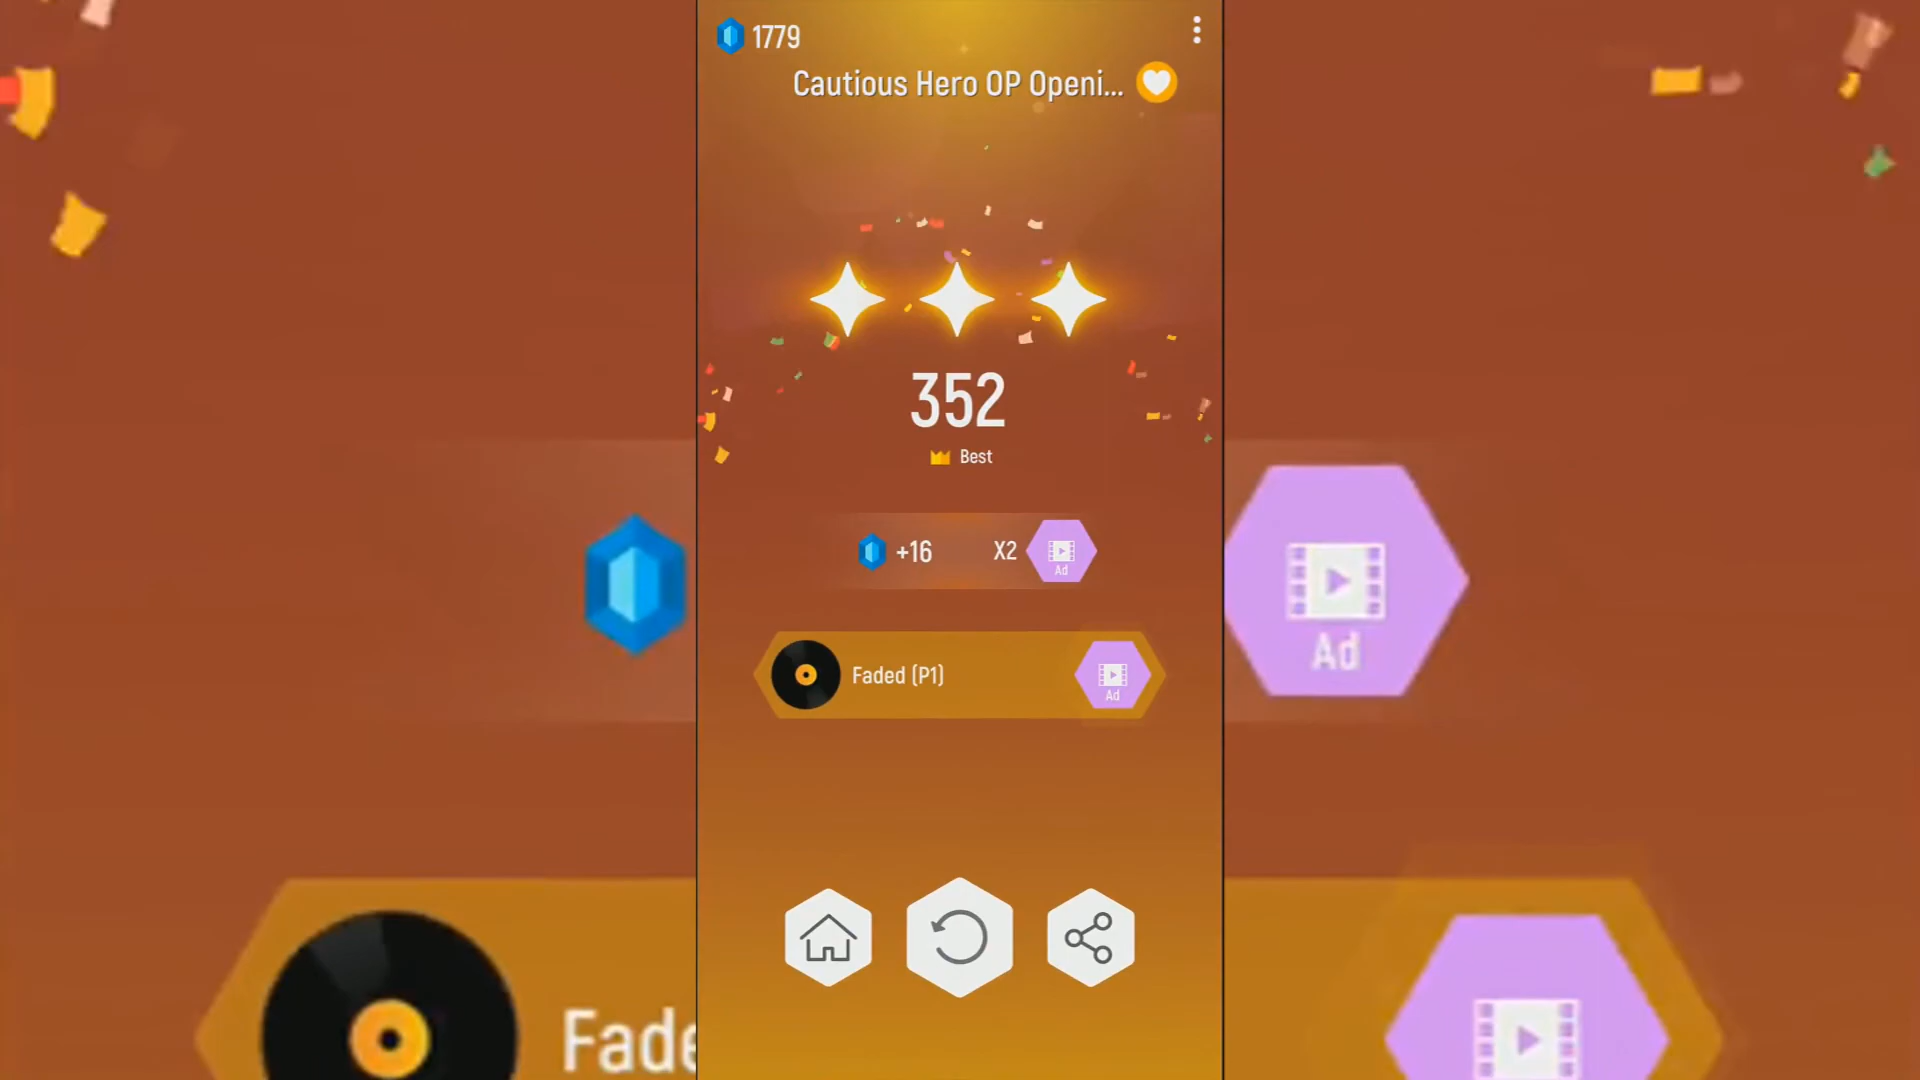 1779
Cautious Hero OP Openi...
352
Best
+16
X2
Ad
Faded (P1)
Ad
Ad
Fade